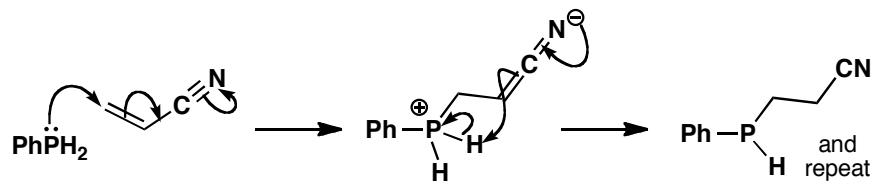 PhPH2
C≡N
Ph P ⊕ H H
C N ⊖
Ph P H
CN
and
repeat